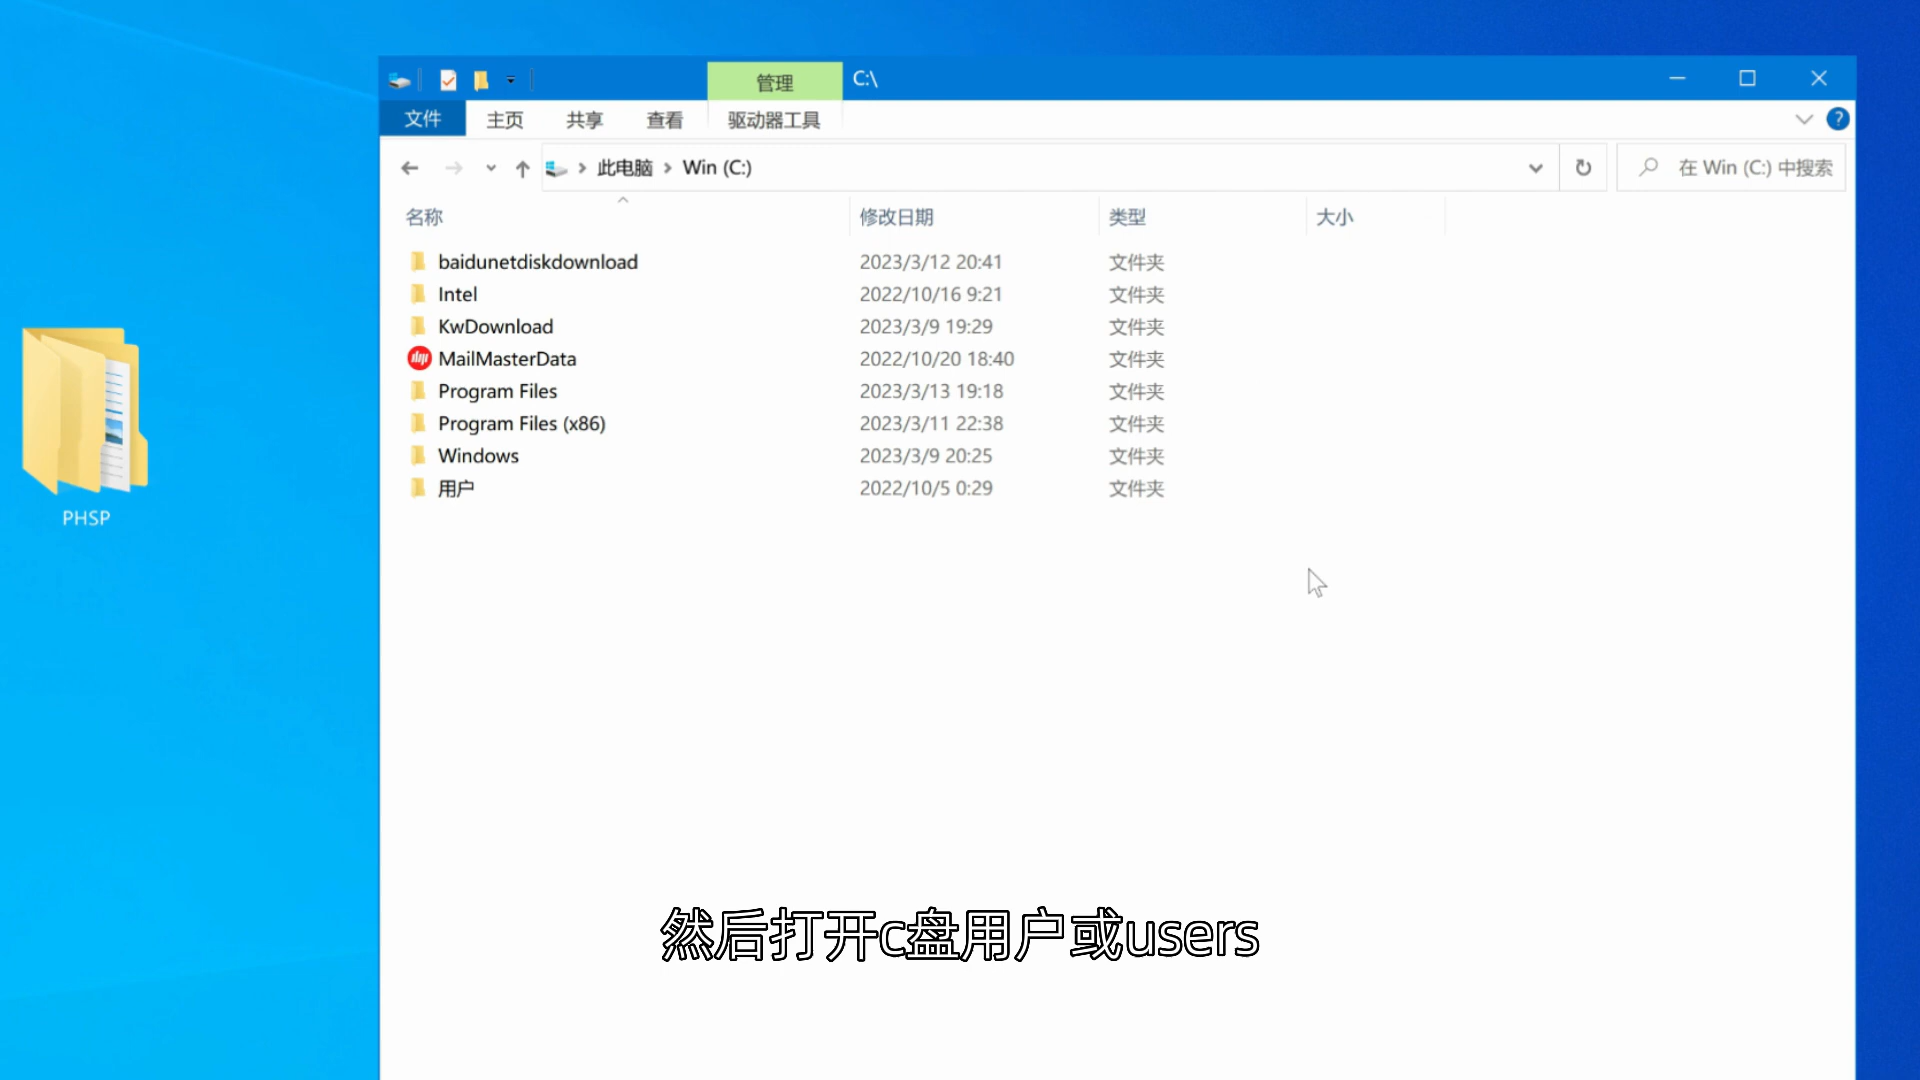 管理 C:\
文件 主页 共享 查看 驱动器工具
此电脑 Win (C:) 在 Win (C:) 中搜索
名称 修改日期 类型 大小
baidunetdiskdownload 2023/3/12 20:41 文件夹
Intel 2022/10/16 9:21 文件夹
KwDownload 2023/3/9 19:29 文件夹
MailMasterData 2022/10/20 18:40 文件夹
Program Files 2023/3/13 19:18 文件夹
Program Files (x86) 2023/3/11 22:38 文件夹
Windows 2023/3/9 20:25 文件夹
用户 2022/10/5 0:29 文件夹
PHSP
然后打开c盘用户或users